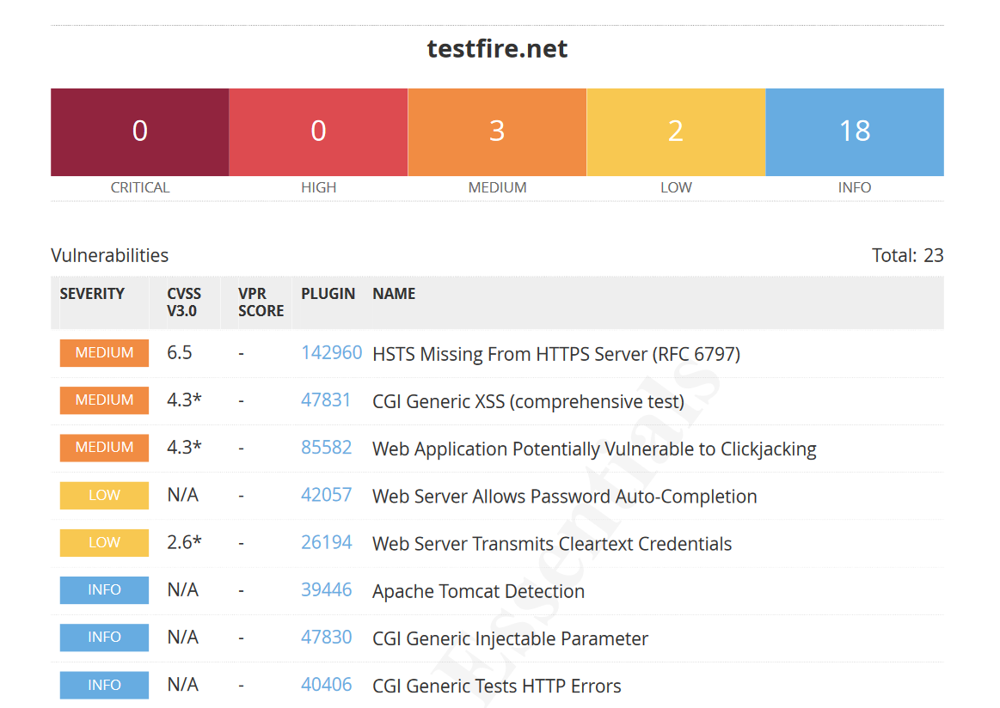 testfire.net
0 0 3 2 18
CRITICAL HIGH MEDIUM LOW INFO
Vulnerabilities Total: 23
SEVERITY CVSS V3.0 VPR SCORE PLUGIN NAME
MEDIUM 6.5 - 142960 HSTS Missing From HTTPS Server (RFC 6797)
MEDIUM 4.3* - 47831 CGI Generic XSS (comprehensive test)
MEDIUM 4.3* - 85582 Web Application Potentially Vulnerable to Clickjacking
LOW N/A - 42057 Web Server Allows Password Auto-Completion
LOW 2.6* - 26194 Web Server Transmits Cleartext Credentials
INFO N/A - 39446 Apache Tomcat Detection
INFO N/A - 47830 CGI Generic Injectable Parameter
INFO N/A - 40406 CGI Generic Tests HTTP Errors
Essentials